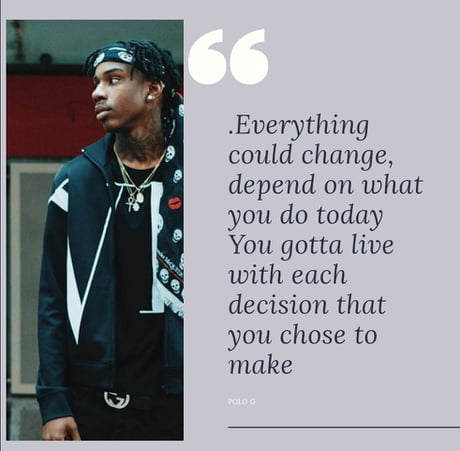 .Everything
could change,
depend on what
you do today
You gotta live
with each
decision that
you chose to
make
POLO G